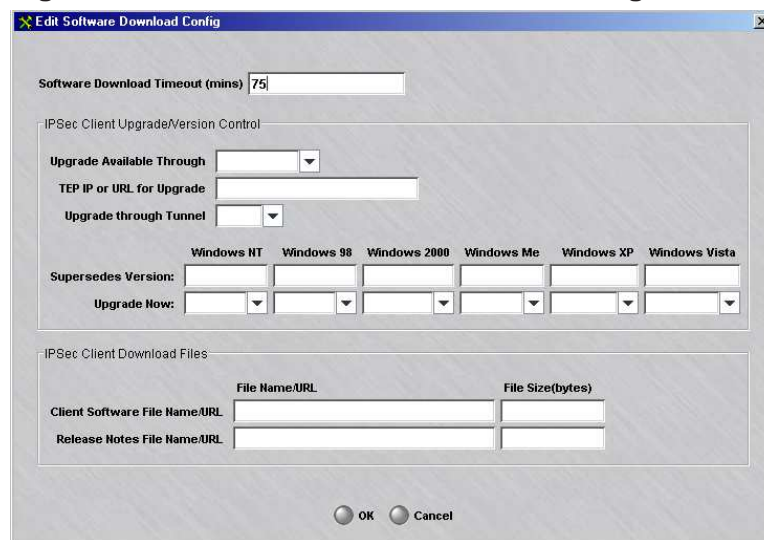 Edit Software Download Config
Software Download Timeout (mins) 75
IPSec Client Upgrade/Version Control
Upgrade Available Through
TEP IP or URL for Upgrade
Upgrade through Tunnel
Windows NT Windows 98 Windows 2000 Windows Me Windows XP Windows Vista
Supersedes Version:
Upgrade Now:
IPSec Client Download Files
File Name/URL File Size(bytes)
Client Software File Name/URL
Release Notes File Name/URL
OK Cancel